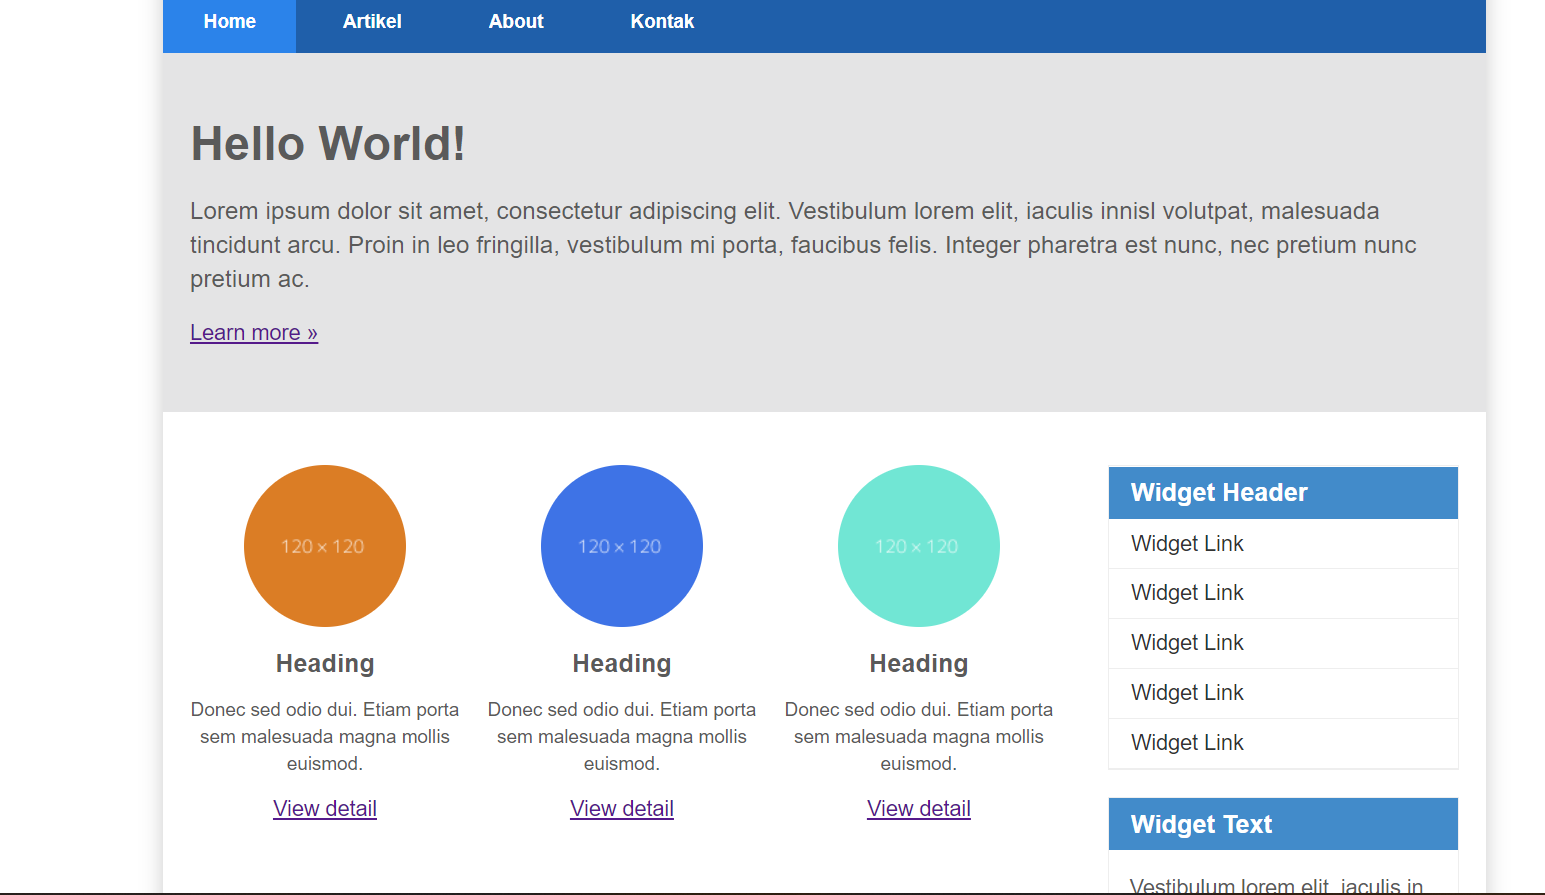 Home Artikel About Kontak
Hello World!
Lorem ipsum dolor sit amet, consectetur adipiscing elit. Vestibulum lorem elit, iaculis innisl volutpat, malesuada
tincidunt arcu. Proin in leo fringilla, vestibulum mi porta, faucibus felis. Integer pharetra est nunc, nec pretium nunc
pretium ac.
Learn more »
120 × 120
Heading
Donec sed odio dui. Etiam porta
sem malesuada magna mollis
euismod.
View detail
120 × 120
Heading
Donec sed odio dui. Etiam porta
sem malesuada magna mollis
euismod.
View detail
120 × 120
Heading
Donec sed odio dui. Etiam porta
sem malesuada magna mollis
euismod.
View detail
Widget Header
Widget Link
Widget Link
Widget Link
Widget Link
Widget Link
Widget Text
Vestibulum lorem elit, iaculis in